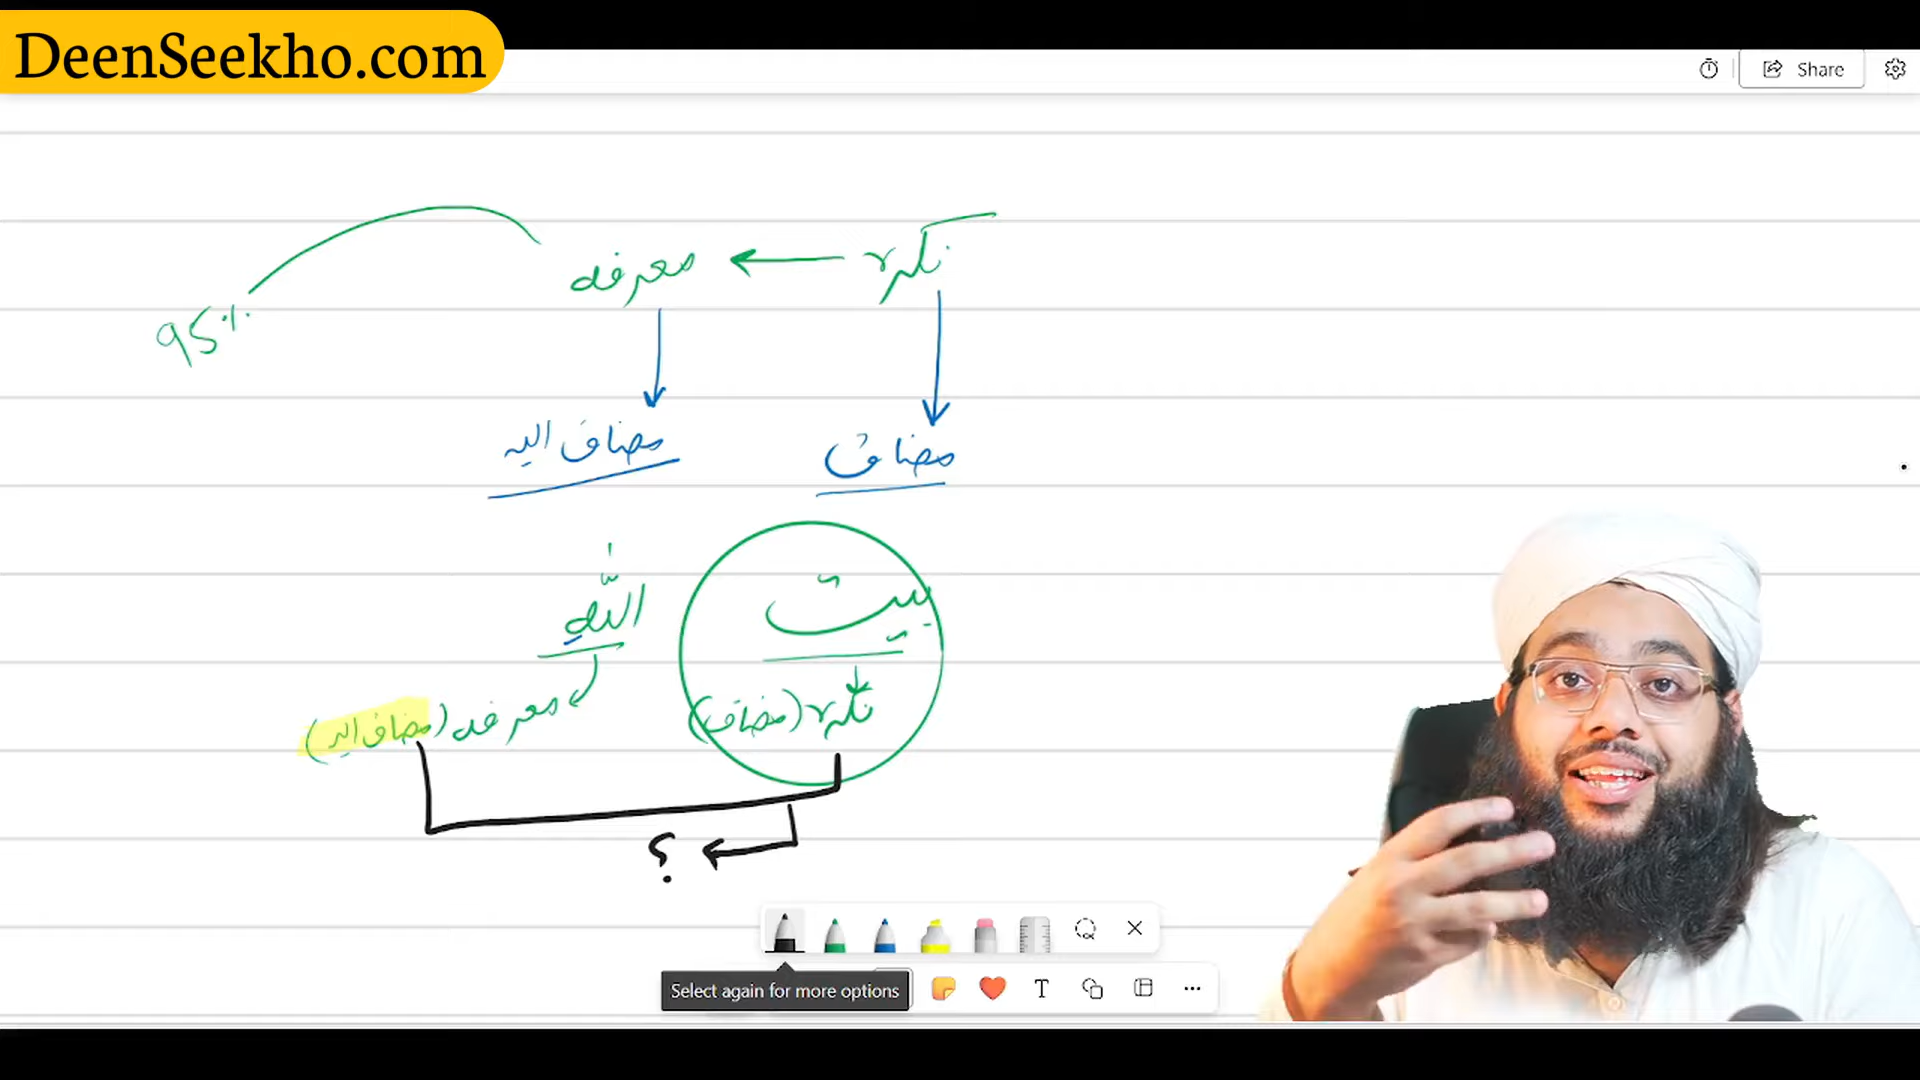 DeenSeekho.com
Share
نکرہ ← معرفہ
95%
مضاف مضاف الیہ
بیت اللہ
نکرہ (مضاف) معرفہ (مضاف الیہ)
؟
Select again for more options
T